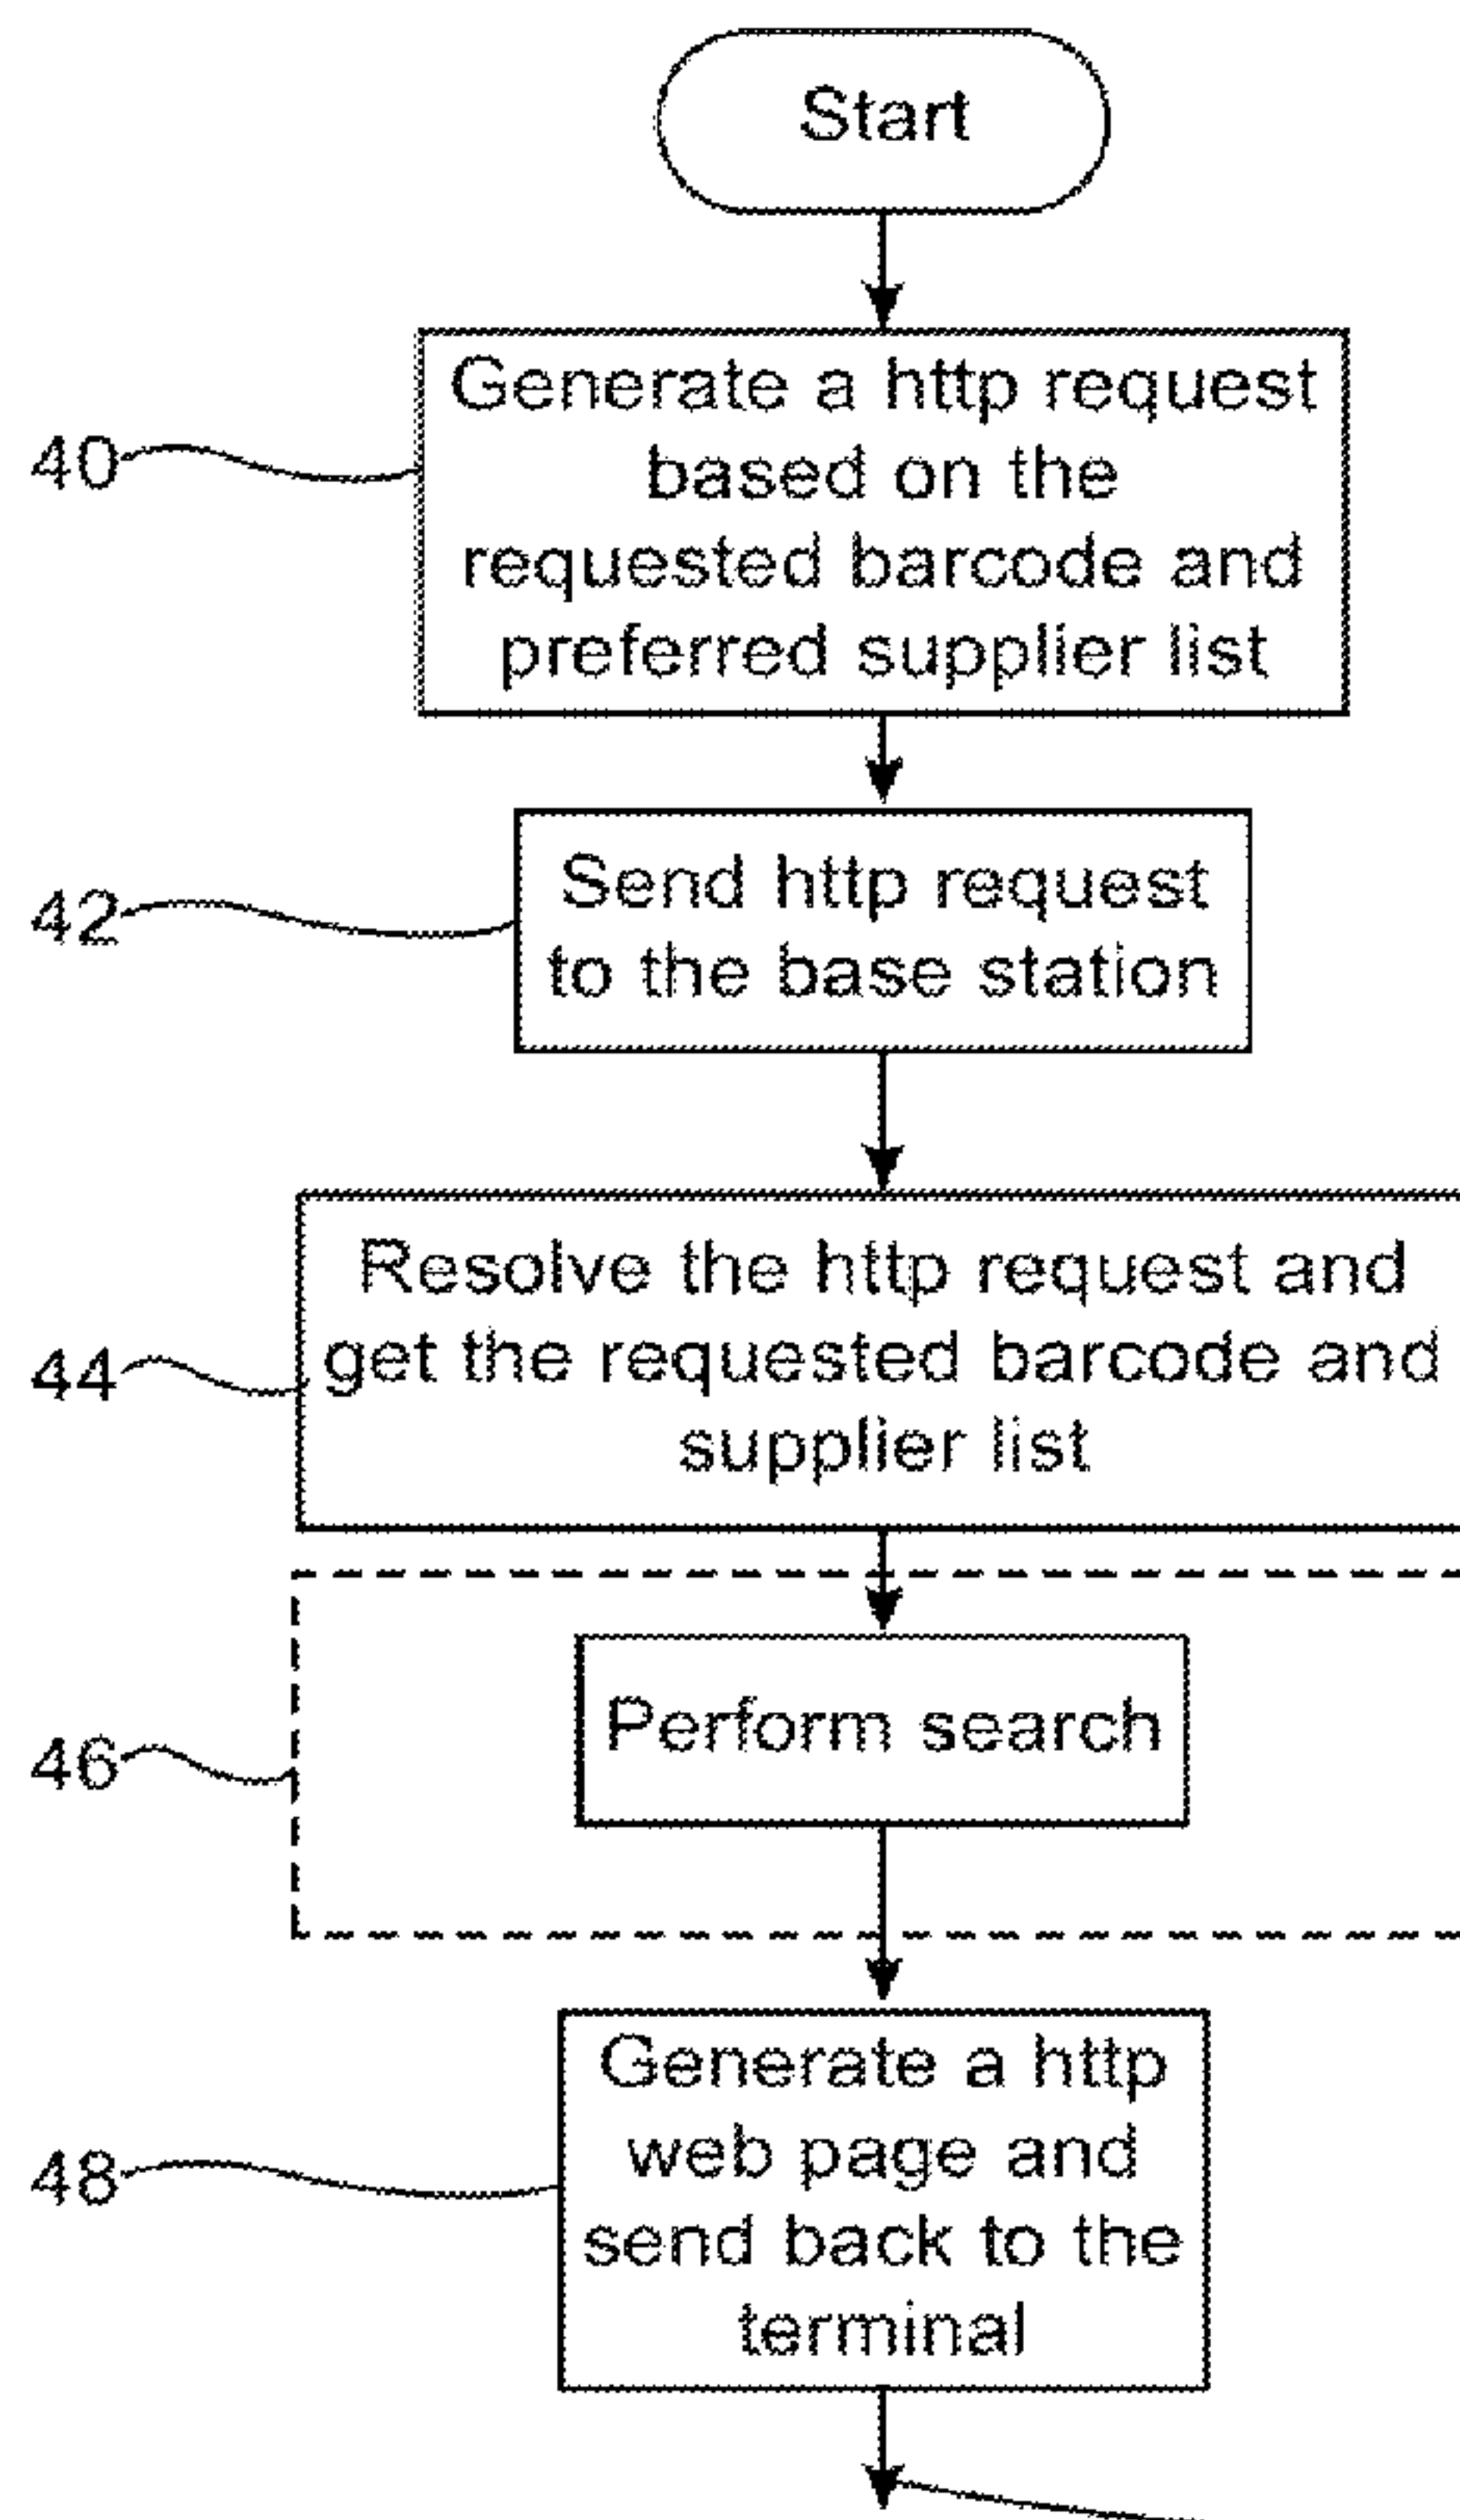 Start
40
Generate a http request
based on the
requested barcode and
preferred supplier list
42
Send http request
to the base station
44
Resolve the http request and
get the requested barcode and
supplier list
46
Perform search
48
Generate a http
web page and
send back to the
terminal